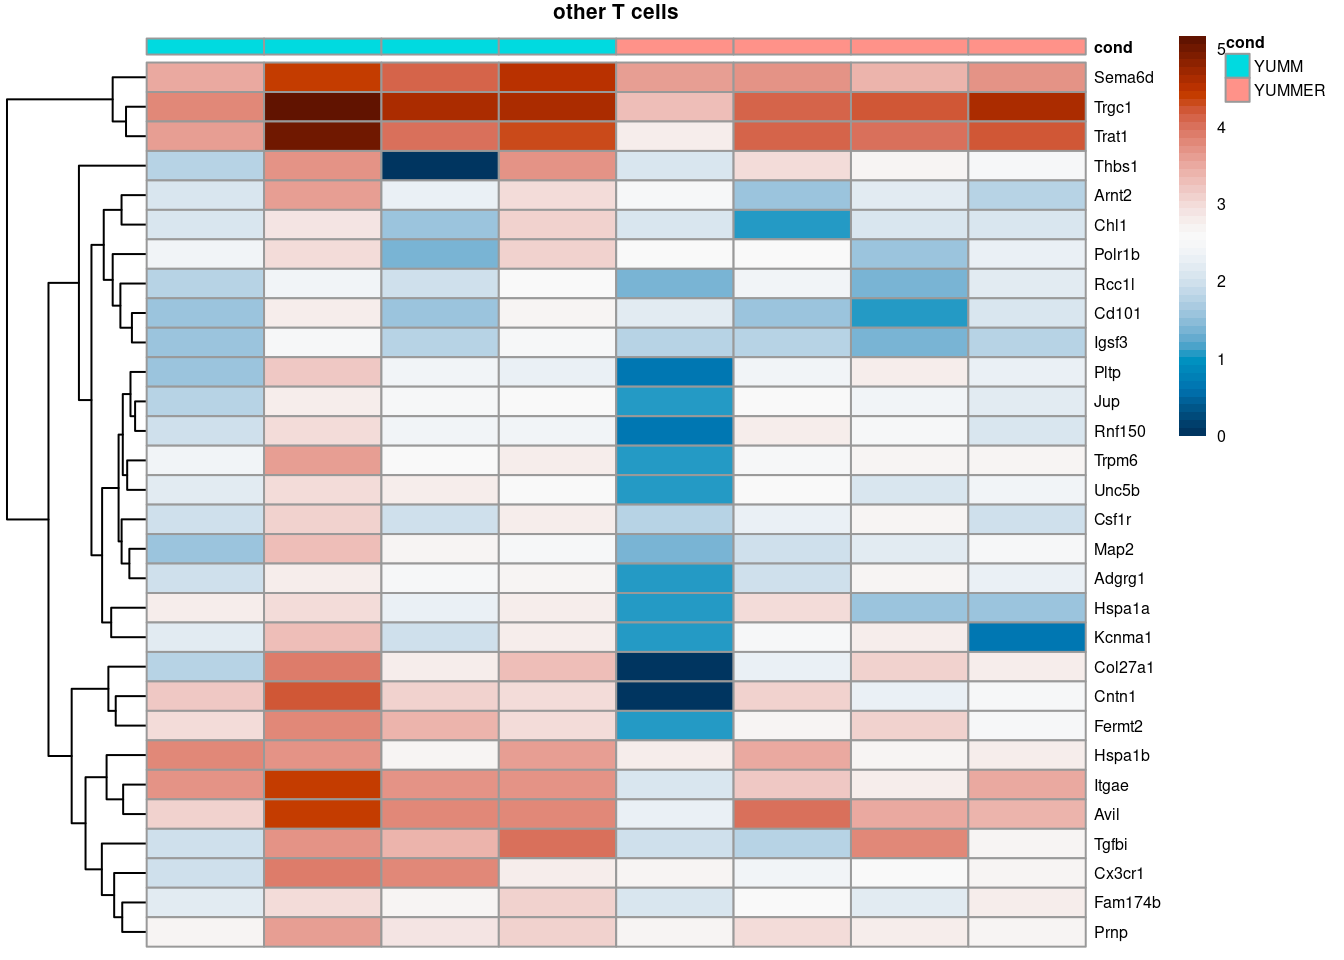 other T cells
cond
Sema6d
Trgc1
Trat1
Thbs1
Arnt2
Chl1
Polr1b
Rcc1l
Cd101
Igsf3
Pltp
Jup
Rnf150
Trpm6
Unc5b
Csf1r
Map2
Adgrg1
Hspa1a
Kcnma1
Col27a1
Cntn1
Fermt2
Hspa1b
Itgae
Avil
Tgfbi
Cx3cr1
Fam174b
Prnp
5
4
3
2
1
0
cond
YUMM
YUMMER